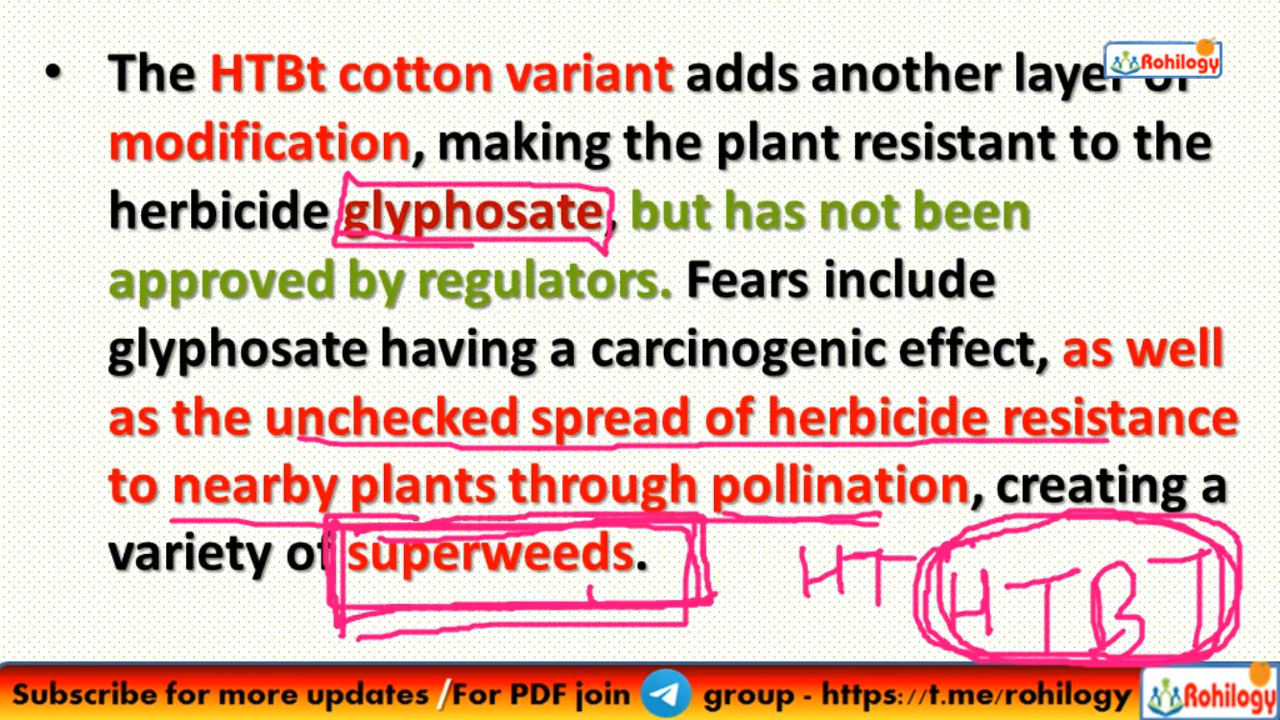 • The HTBt cotton variant adds another layer of
Rohilogy
modification, making the plant resistant to the
herbicide glyphosate, but has not been
approved by regulators. Fears include
glyphosate having a carcinogenic effect, as well
as the unchecked spread of herbicide resistance
to nearby plants through pollination, creating a
variety of superweeds.
HT HTBT
Subscribe for more updates /For PDF join group - https://t.me/rohilogy Rohilogy